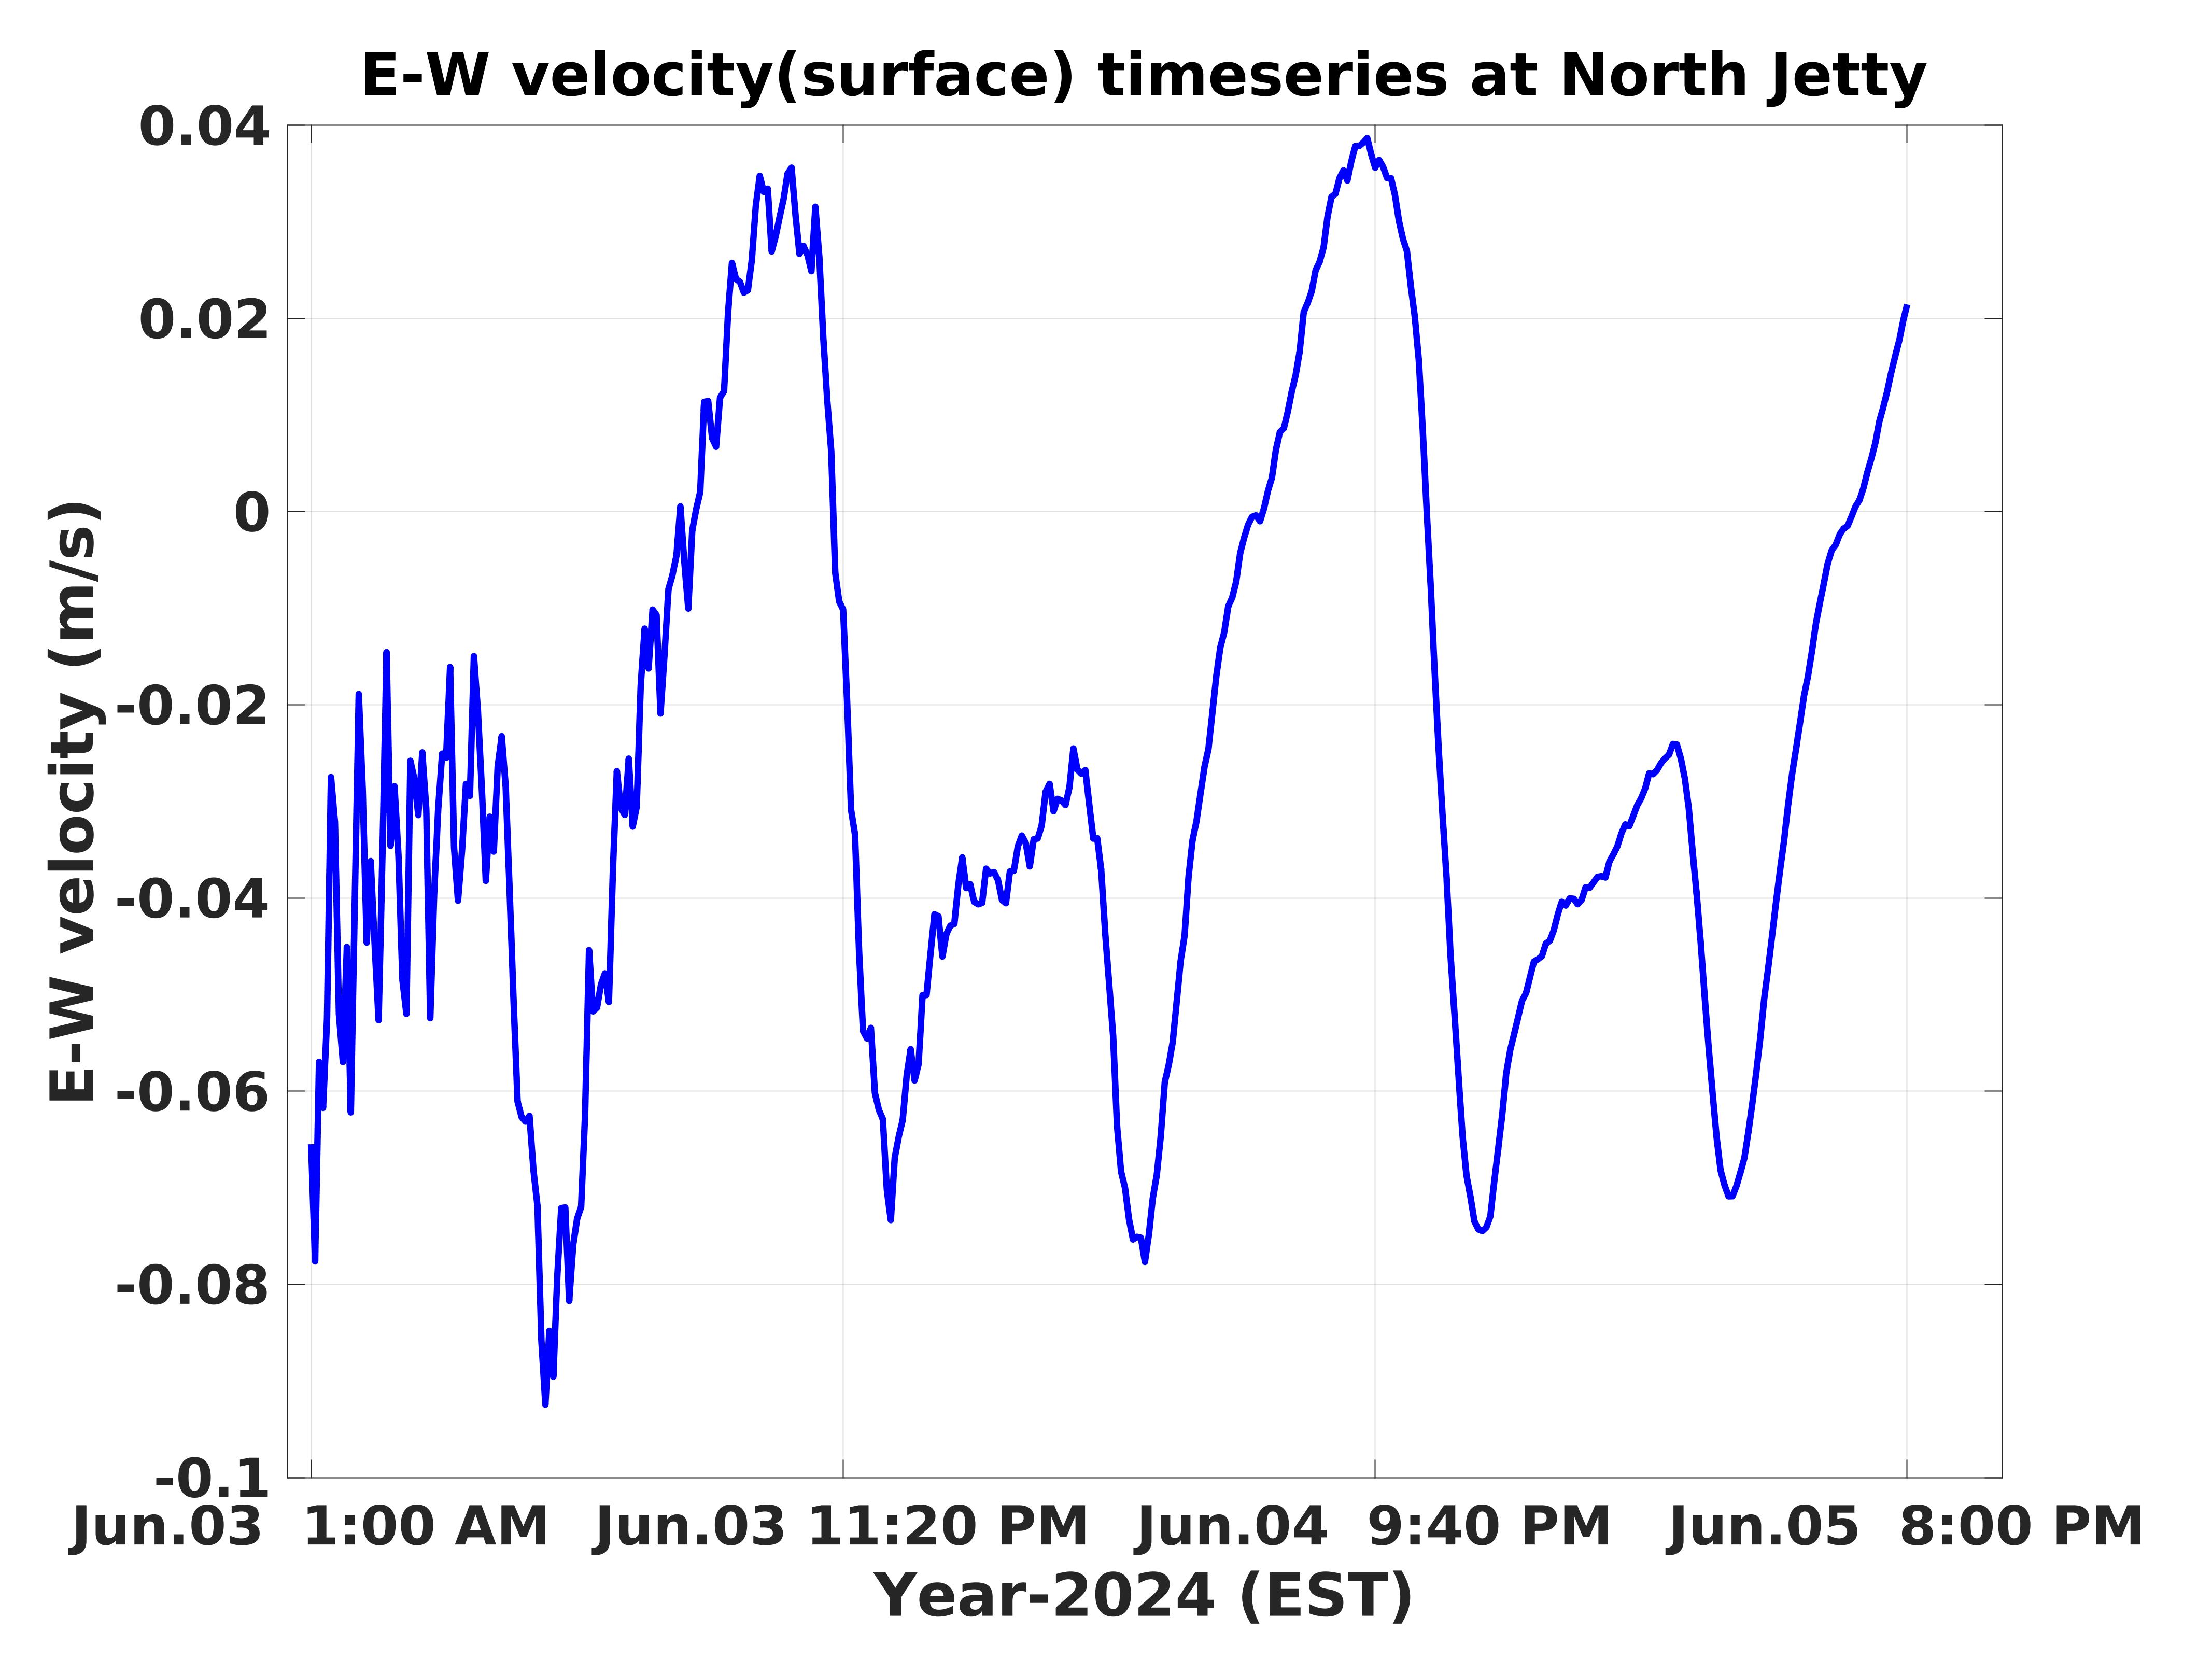 E-W velocity(surface) timeseries at North Jetty
0.04
0.02
0
-0.02
-0.04
-0.06
-0.08
-0.1
E-W velocity (m/s)
Jun.03 1:00 AM Jun.03 11:20 PM Jun.04 9:40 PM Jun.05 8:00 PM
Year-2024 (EST)